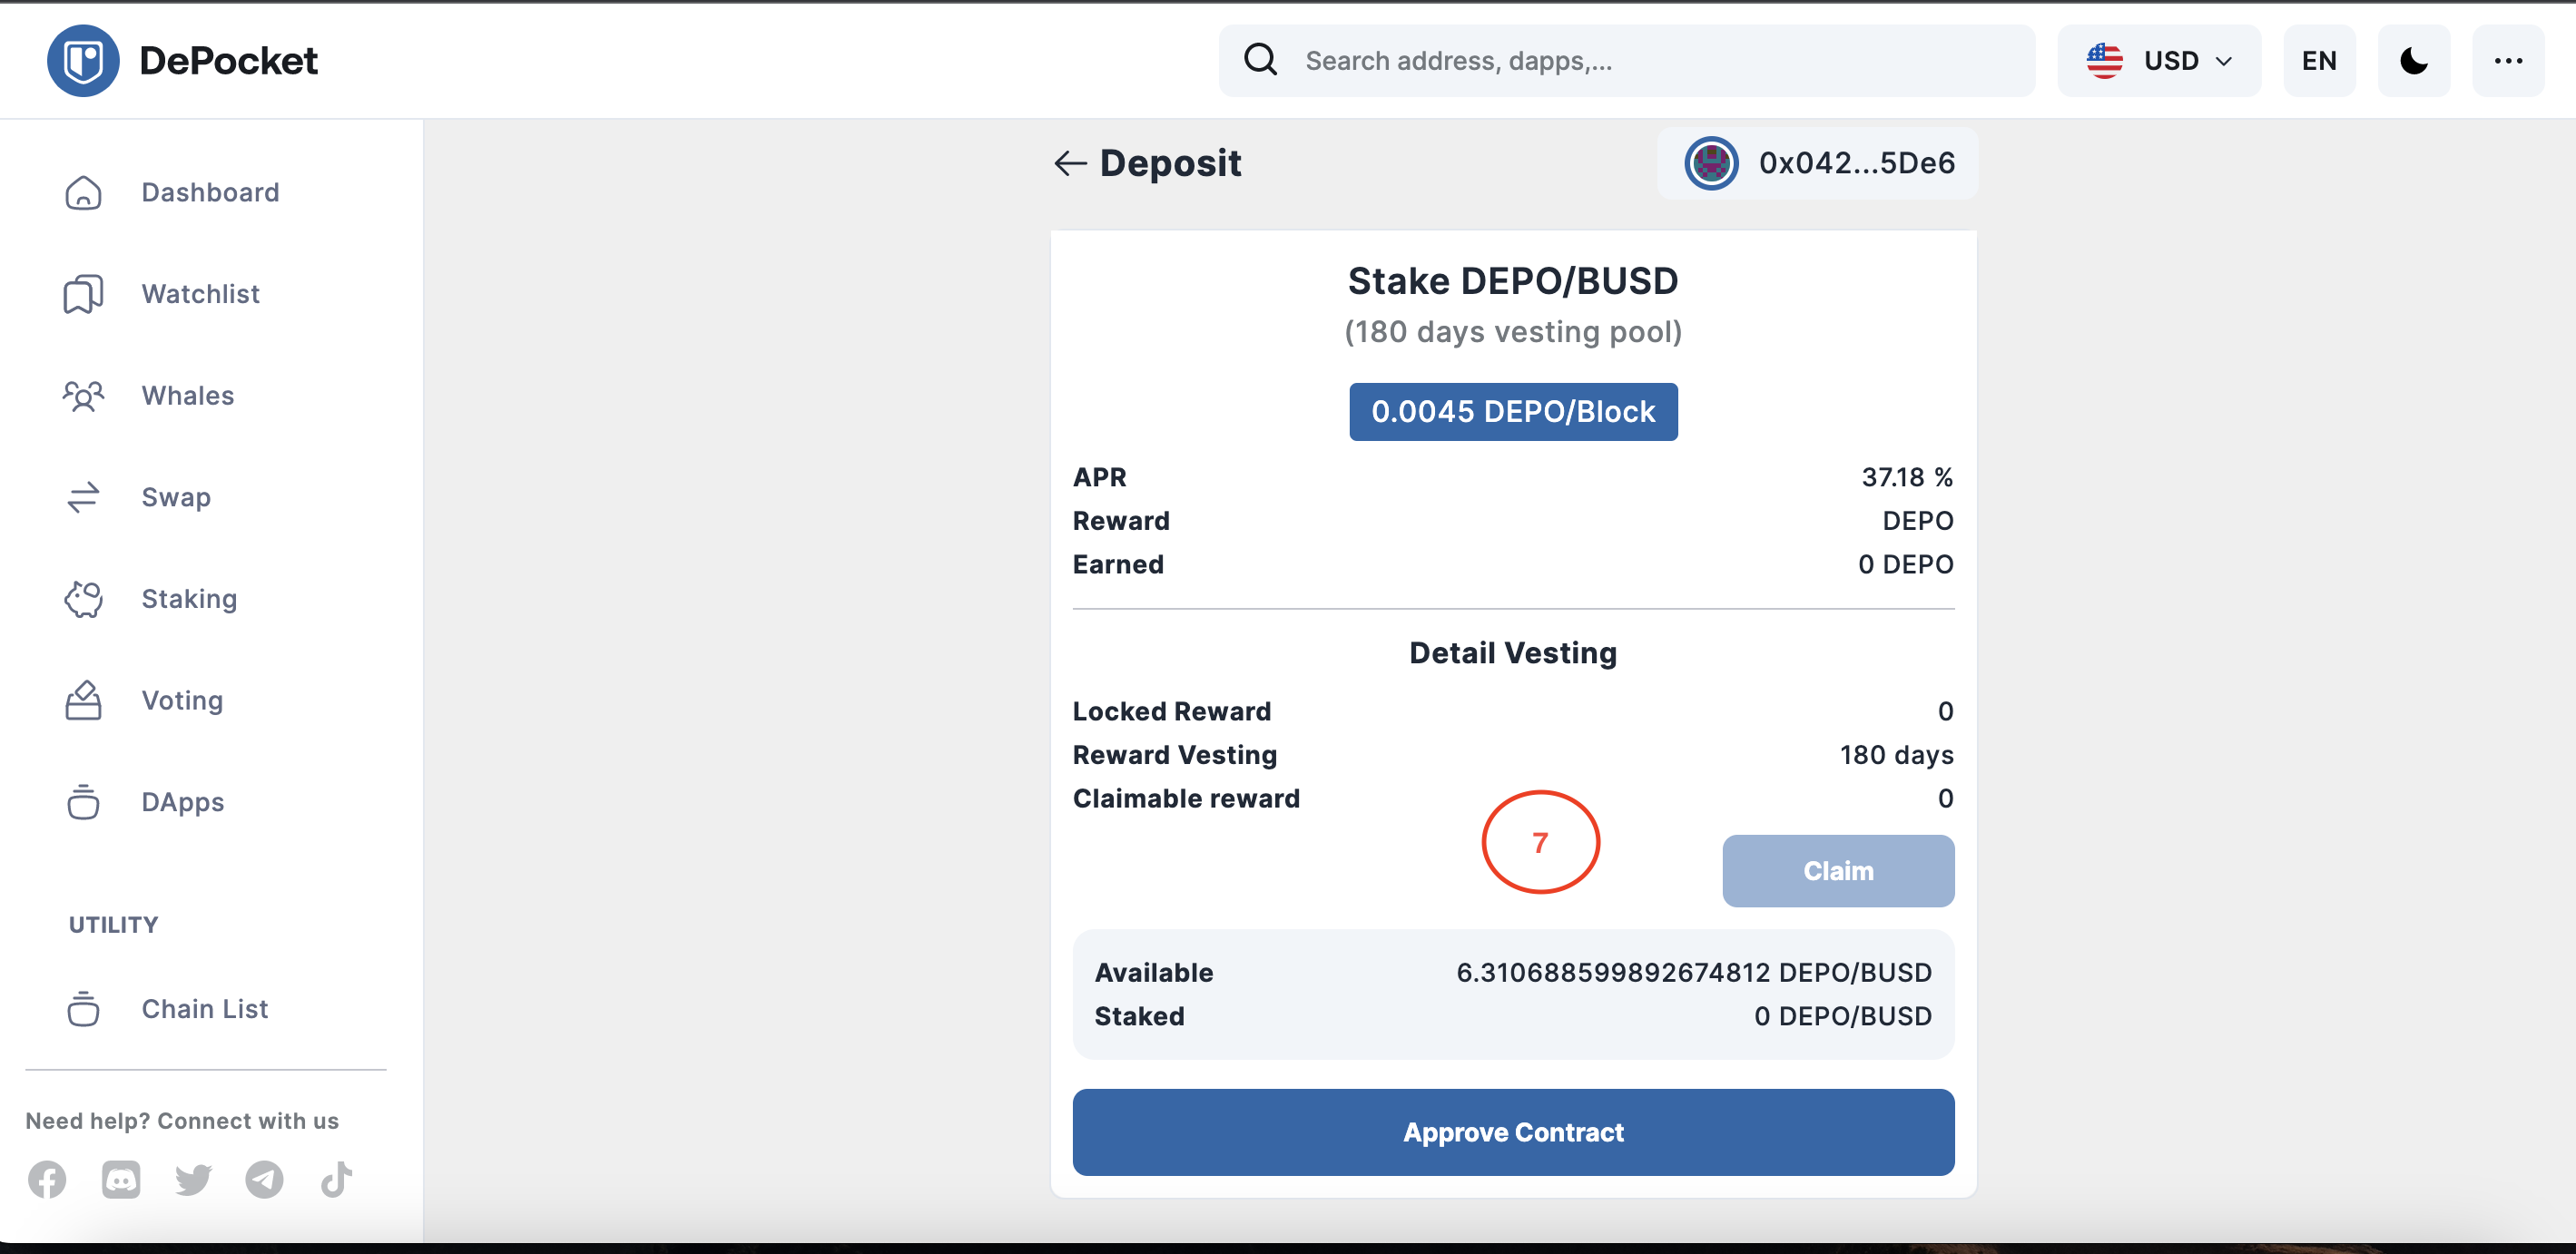 DePocket
Search address, dapps,...
USD
EN
Dashboard
Watchlist
Whales
Swap
Staking
Voting
DApps
UTILITY
Chain List
Need help? Connect with us
Deposit
0x042...5De6
Stake DEPO/BUSD
(180 days vesting pool)
0.0045 DEPO/Block
APR 37.18 %
Reward DEPO
Earned 0 DEPO
Detail Vesting
Locked Reward 0
Reward Vesting 180 days
Claimable reward 0
7
Claim
Available 6.310688599892674812 DEPO/BUSD
Staked 0 DEPO/BUSD
Approve Contract